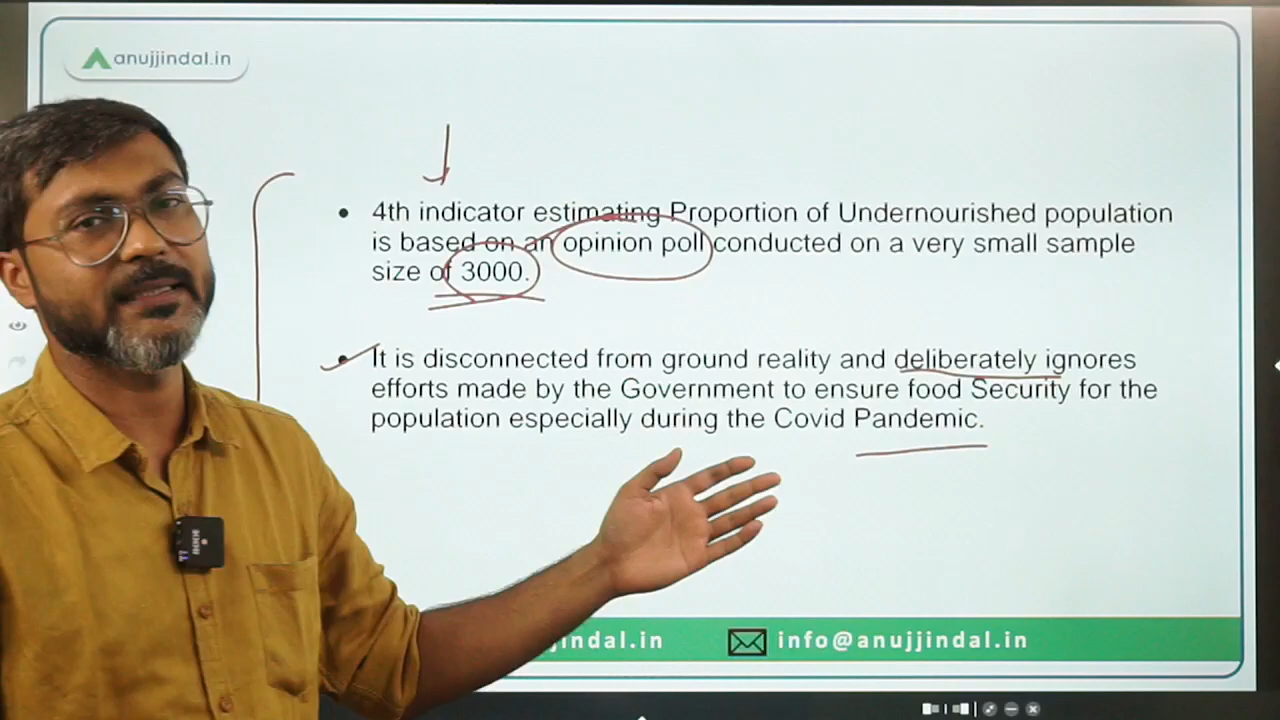 anujjindal.in
4th indicator estimating Proportion of Undernourished population
is based on an opinion poll conducted on a very small sample
size of 3000.
It is disconnected from ground reality and deliberately ignores
efforts made by the Government to ensure food Security for the
population especially during the Covid Pandemic.
jindal.in
info@anujjindal.in